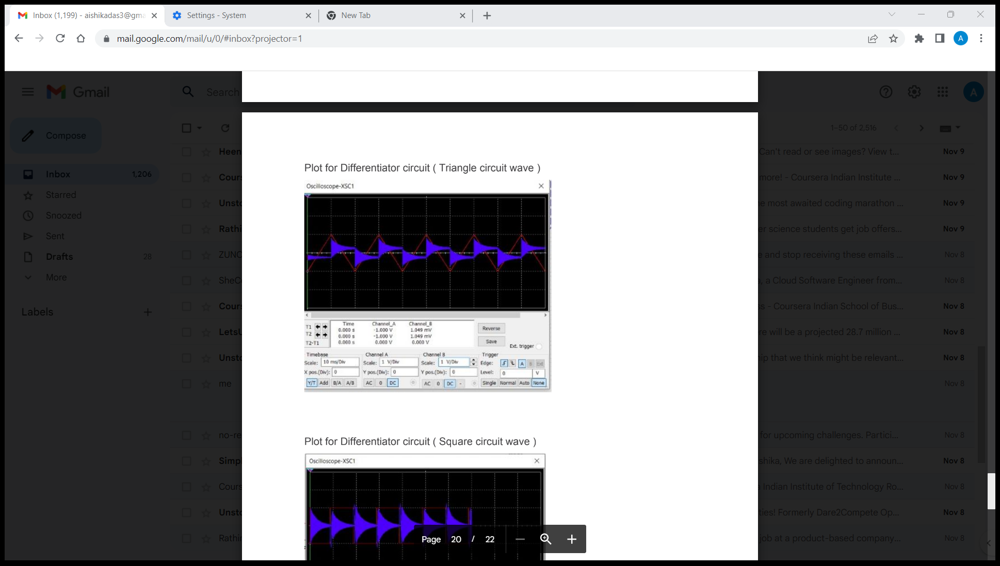 Inbox (1,199) - aishikadas3@gma
Settings - System
New Tab
mail.google.com/mail/u/0/#inbox?projector=1
A
Gmail
Search
A
Compose
1–50 of 2,516
Inbox 1,206
Starred
Snoozed
Sent
Drafts 28
More
Labels
Heen
Can't read or see images? View t... Nov 9
Cours
more! - Coursera Indian Institute ... Nov 9
Unsto
e most awaited coding marathon ... Nov 9
Rathi
er science students get job offers... Nov 9
ZUNO
e and stop receiving these emails ... Nov 8
SheCo
a, a Cloud Software Engineer from... Nov 8
Cours
ss - Coursera Indian School of Bus... Nov 8
LetsU
re will be a projected 28.7 million ... Nov 8
Unsto
ip that we think might be relevant... Nov 8
me
Nov 8
no-re
for upcoming challenges. Partici... Nov 8
Simpl
shika, We are delighted to announ... Nov 8
Cours
a Indian Institute of Technology Ro... Nov 8
Unsto
ties! Formerly Dare2Compete Op... Nov 8
Rathi
job at a product-based company... Nov 8
Plot for Differentiator circuit ( Triangle circuit wave )
Oscilloscope-XSC1
Time Channel_A Channel_B
T1 0.000 s -1.000 V 1.049 mV
T2 0.000 s -1.000 V 1.049 mV
T2-T1 0.000 s 0.000 V 0.000 V
Reverse
Save
Ext. trigger
Timebase Channel A Channel B Trigger
Scale: 10 ms/Div Scale: 1 V/Div Scale: 1 V/Div Edge: A B Ext
X pos.(Div): 0 Y pos.(Div): 0 Y pos.(Div): 0 Level: 0 V
Y/T Add B/A A/B AC 0 DC AC 0 DC - Single Normal Auto None
Plot for Differentiator circuit ( Square circuit wave )
Oscilloscope-XSC1
Page 20 / 22